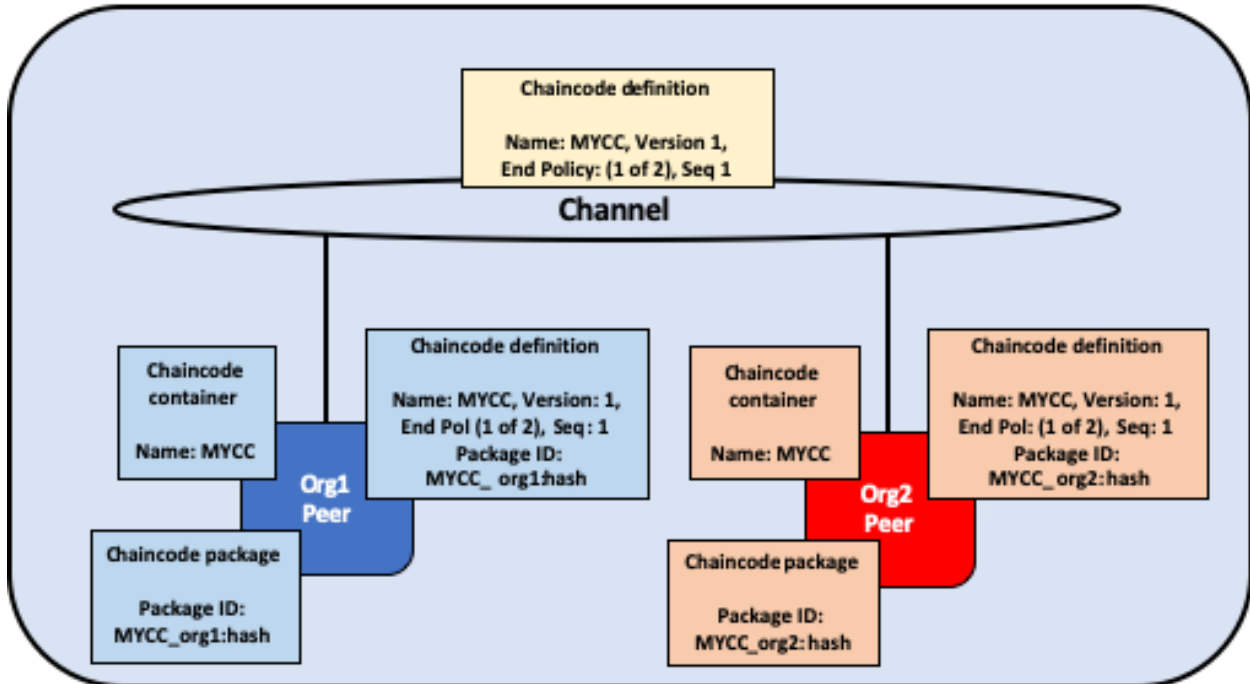 Chaincode definition
Name: MYCC, Version 1,
End Policy: (1 of 2), Seq 1
Channel
Chaincode
container
Name: MYCC
Chaincode definition
Name: MYCC, Version: 1,
End Pol (1 of 2), Seq: 1
Package ID:
MYCC_ org1:hash
Org1
Peer
Chaincode package
Package ID:
MYCC_org1:hash
Chaincode
container
Name: MYCC
Chaincode definition
Name: MYCC, Version: 1,
End Pol: (1 of 2), Seq: 1
Package ID:
MYCC_org2:hash
Org2
Peer
Chaincode package
Package ID:
MYCC_org2:hash